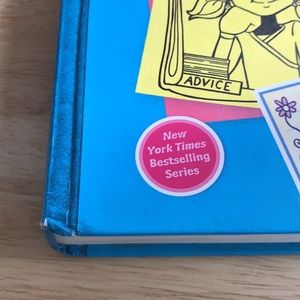 ADVICE
New
York Times
Bestselling
Series